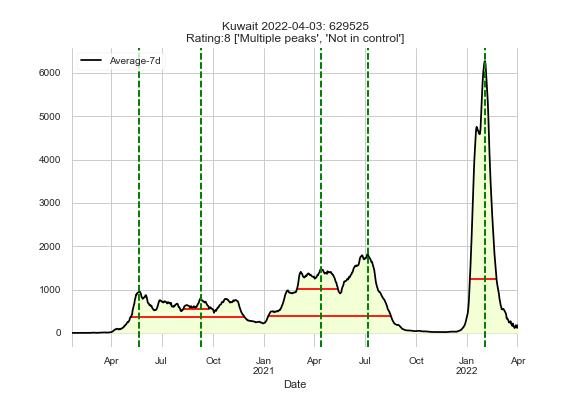 Kuwait 2022-04-03: 629525
Rating:8 ['Multiple peaks', 'Not in control']
Average-7d
6000
5000
4000
3000
2000
1000
0
Apr Jul Oct Jan Apr Jul Oct Jan Apr
2021 2022
Date